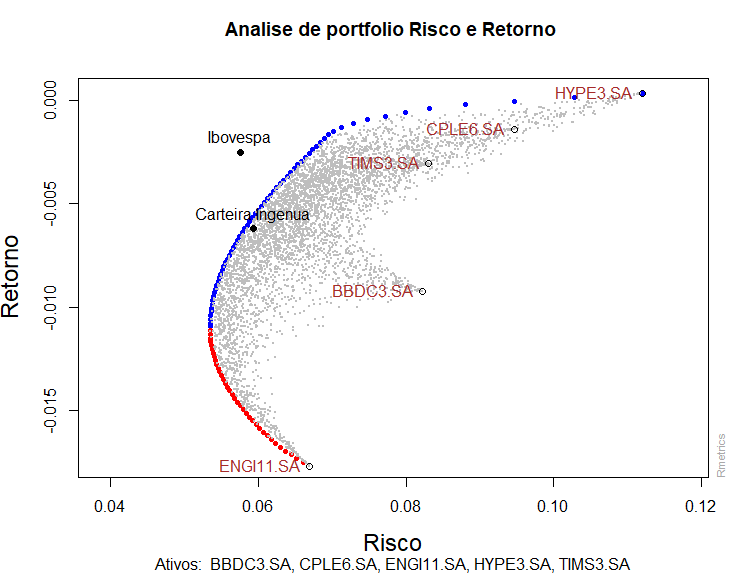 Analise de portfolio Risco e Retorno
0.000
HYPE3.SA
CPLE6.SA
Ibovespa
TIMS3.SA
-0.005
Carteira Ingenua
Retorno
BBDC3.SA
-0.010
-0.015
ENGI11.SA
Rmetrics
0.04 0.06 0.08 0.10 0.12
Risco
Ativos: BBDC3.SA, CPLE6.SA, ENGI11.SA, HYPE3.SA, TIMS3.SA